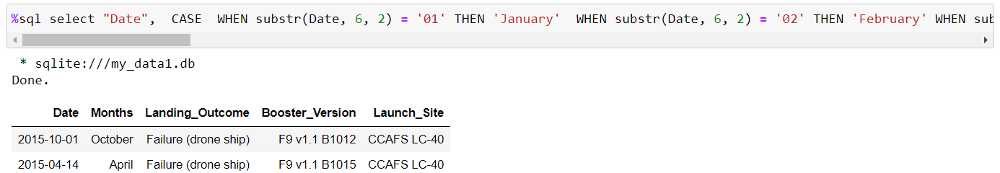 %sql select "Date",  CASE  WHEN substr(Date, 6, 2) = '01' THEN 'January'  WHEN substr(Date, 6, 2) = '02' THEN 'February' WHEN sub
* sqlite:///my_data1.db
Done.
Date Months Landing_Outcome Booster_Version Launch_Site
2015-10-01 October Failure (drone ship) F9 v1.1 B1012 CCAFS LC-40
2015-04-14 April Failure (drone ship) F9 v1.1 B1015 CCAFS LC-40